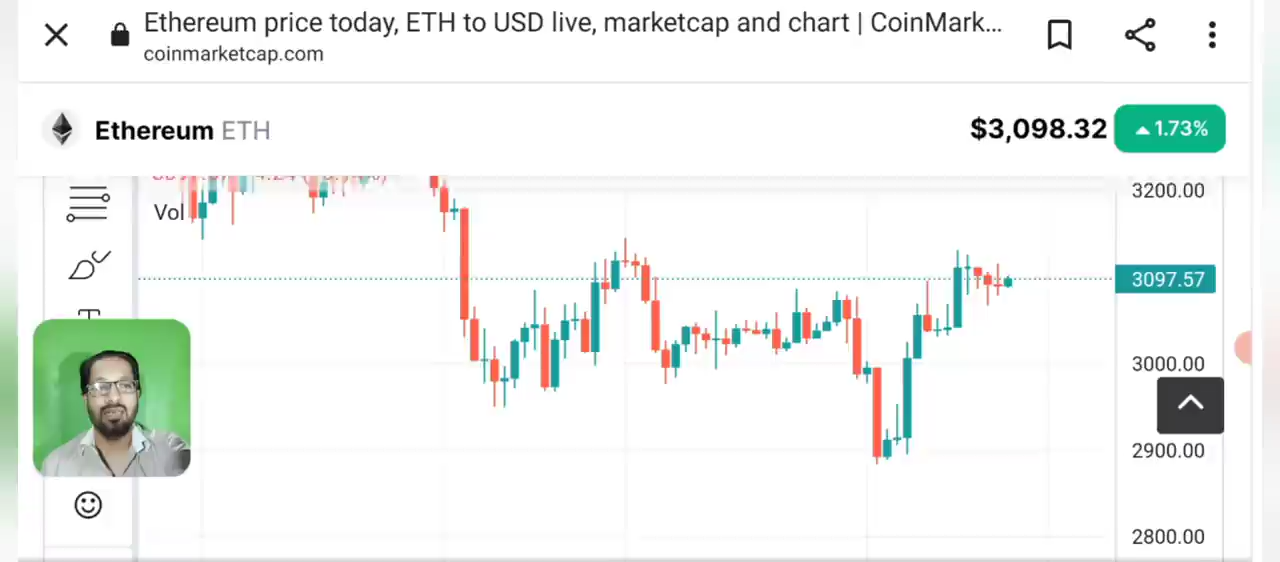 Ethereum price today, ETH to USD live, marketcap and chart | CoinMark...
coinmarketcap.com
Ethereum ETH
$3,098.32
1.73%
3200.00
Vol
3097.57
T
3000.00
2900.00
2800.00